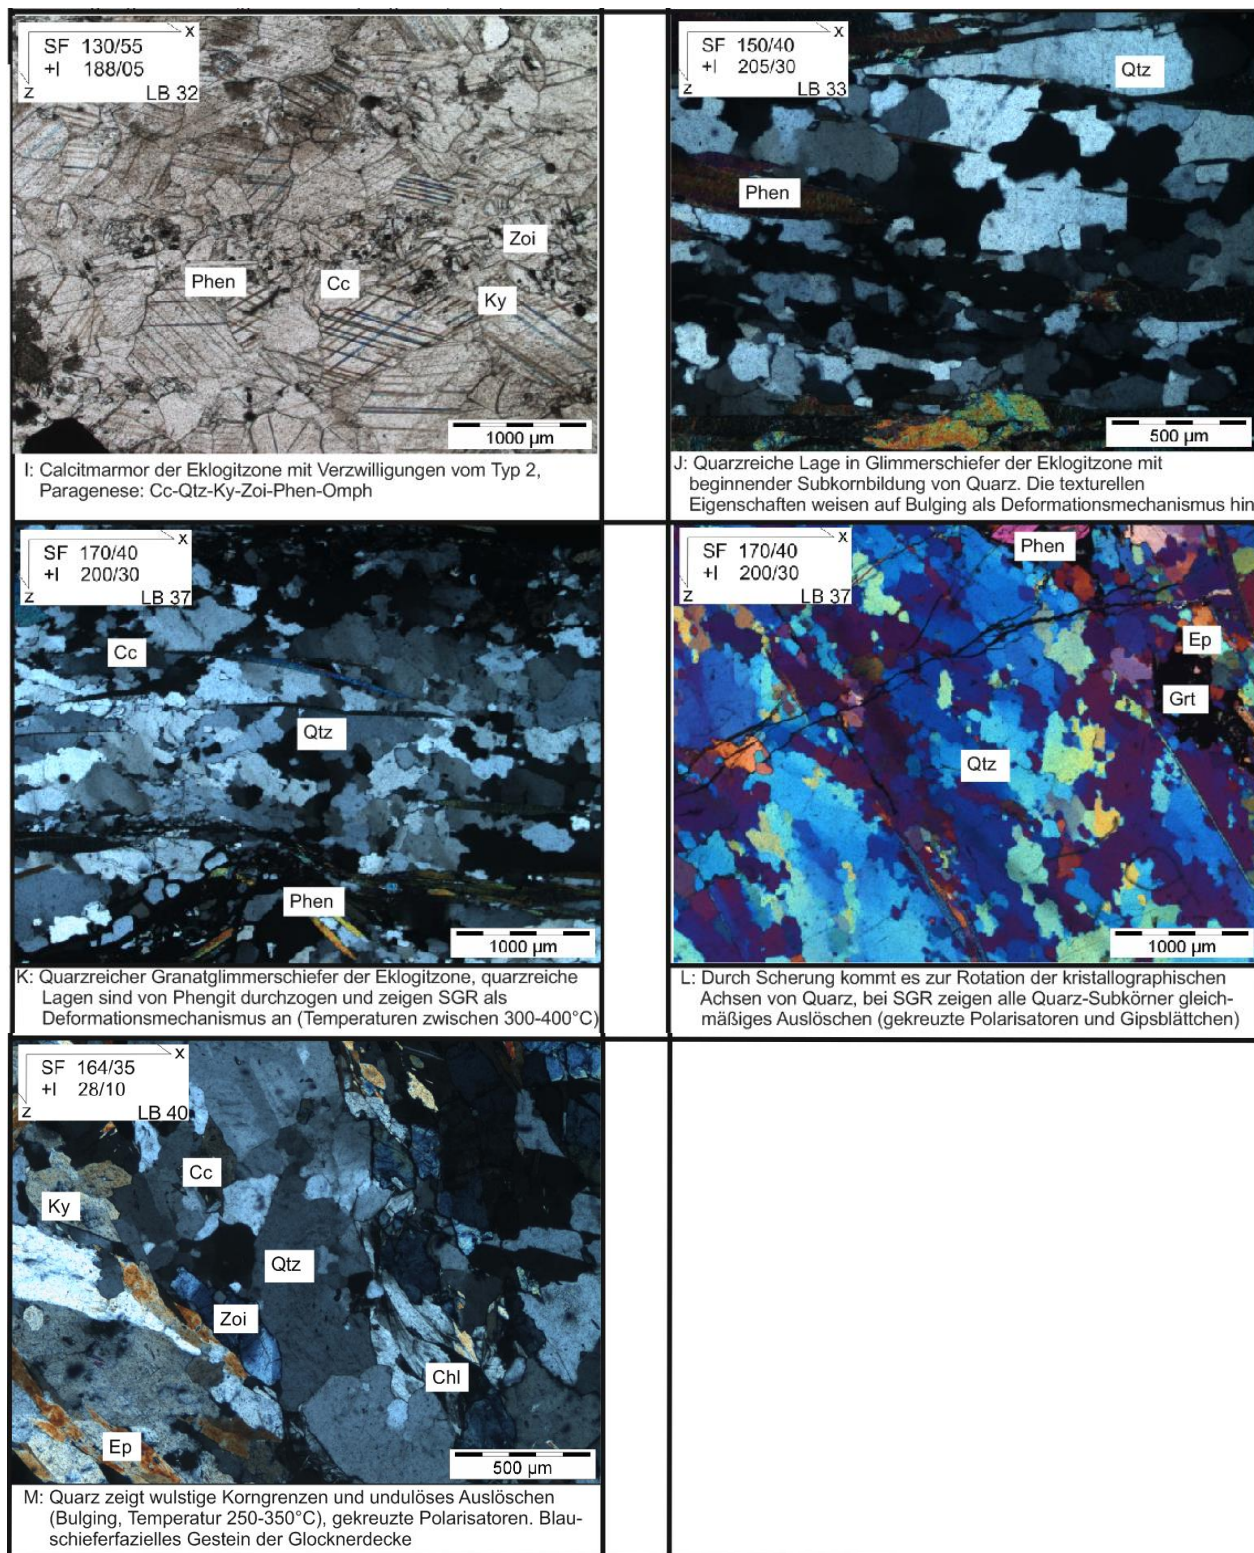 x
SF 130/55
+l 188/05
z
LB 32
Zoi
Phen
Cc
Ky
1000 µm
I: Calcitmarmor der Eklogitzone mit Verzwilligungen vom Typ 2,
Paragenese: Cc-Qtz-Ky-Zoi-Phen-Omph
x
SF 150/40
+l 205/30
z
LB 33
Qtz
Phen
500 µm
J: Quarzreiche Lage in Glimmerschiefer der Eklogitzone mit
beginnender Subkornbildung von Quarz. Die texturellen
Eigenschaften weisen auf Bulging als Deformationsmechanismus hin
x
SF 170/40
+l 200/30
z
LB 37
Cc
Qtz
Phen
1000 µm
K: Quarzreicher Granatglimmerschiefer der Eklogitzone, quarzreiche
Lagen sind von Phengit durchzogen und zeigen SGR als
Deformationsmechanismus an (Temperaturen zwischen 300-400°C)
x
SF 170/40
+l 200/30
z
LB 37
Phen
Ep
Grt
Qtz
1000 µm
L: Durch Scherung kommt es zur Rotation der kristallographischen
Achsen von Quarz, bei SGR zeigen alle Quarz-Subkörner gleich-
mäßiges Auslöschen (gekreuzte Polarisatoren und Gipsblättchen)
x
SF 164/35
+l 28/10
z
LB 40
Cc
Ky
Qtz
Zoi
Chl
Ep
500 µm
M: Quarz zeigt wulstige Korngrenzen und undulöses Auslöschen
(Bulging, Temperatur 250-350°C), gekreuzte Polarisatoren. Blau-
schieferfazielles Gestein der Glocknerdecke